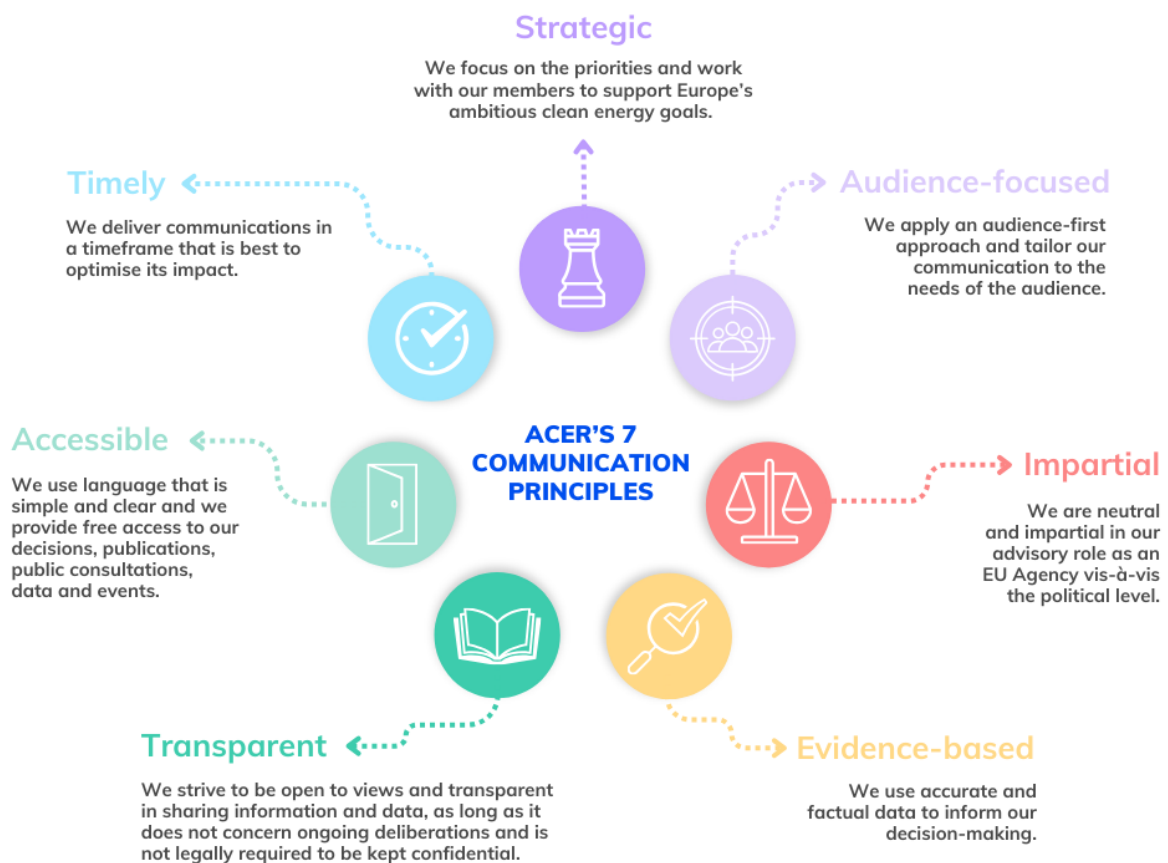 Strategic
We focus on the priorities and work
with our members to support Europe's
ambitious clean energy goals.
Timely
We deliver communications in
a timeframe that is best to
optimise its impact.
Audience-focused
We apply an audience-first
approach and tailor our
communication to the
needs of the audience.
ACER'S 7
COMMUNICATION
PRINCIPLES
Accessible
We use language that is
simple and clear and we
provide free access to our
decisions, publications,
public consultations,
data and events.
Impartial
We are neutral
and impartial in our
advisory role as an
EU Agency vis-à-vis
the political level.
Transparent
We strive to be open to views and transparent
in sharing information and data, as long as it
does not concern ongoing deliberations and is
not legally required to be kept confidential.
Evidence-based
We use accurate and
factual data to inform our
decision-making.